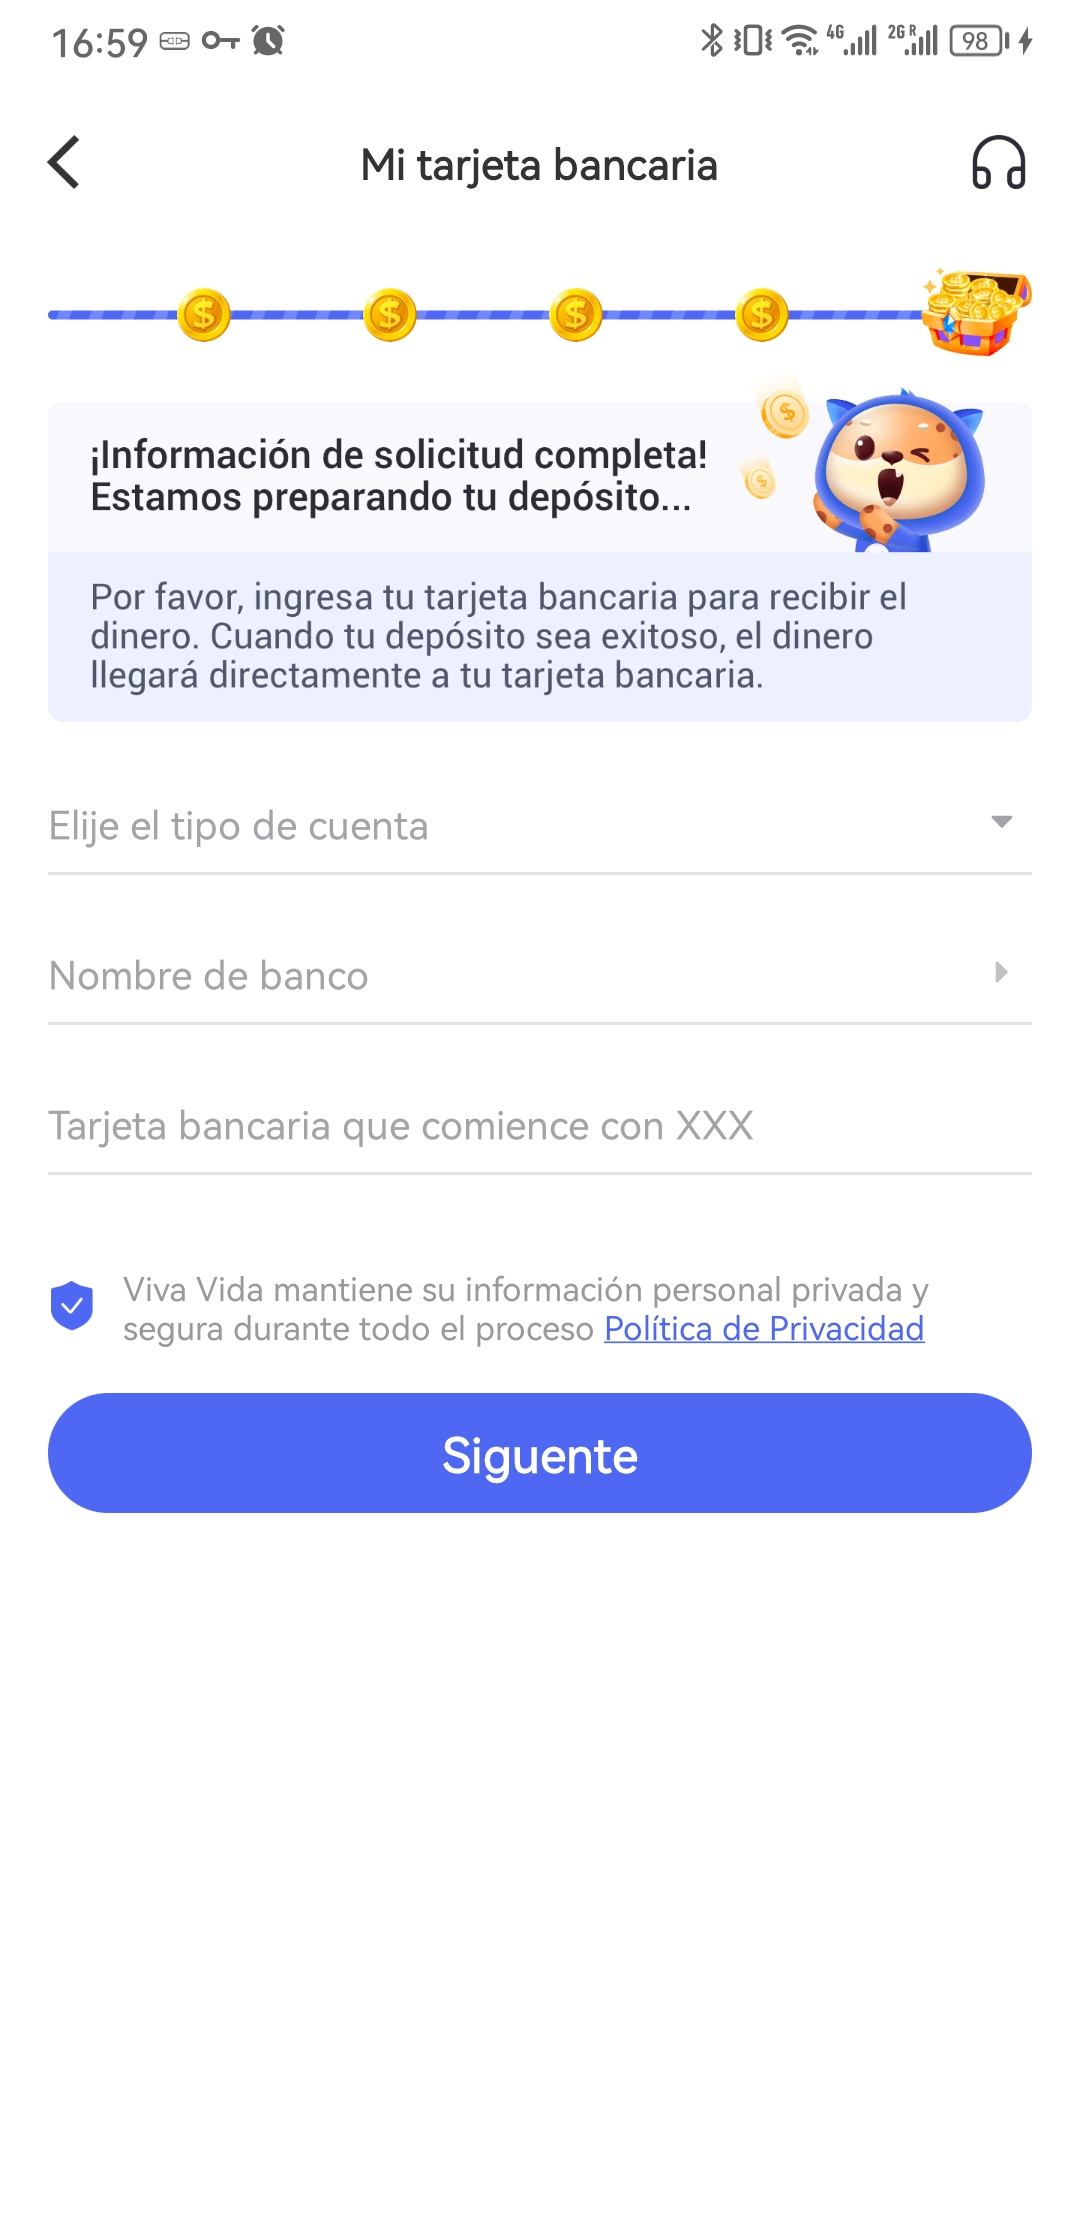 16:59
4G 2G R 98
Mi tarjeta bancaria
¡Información de solicitud completa!
Estamos preparando tu depósito...
Por favor, ingresa tu tarjeta bancaria para recibir el
dinero. Cuando tu depósito sea exitoso, el dinero
llegará directamente a tu tarjeta bancaria.
Elije el tipo de cuenta
Nombre de banco
Tarjeta bancaria que comience con XXX
Viva Vida mantiene su información personal privada y
segura durante todo el proceso Política de Privacidad
Siguente